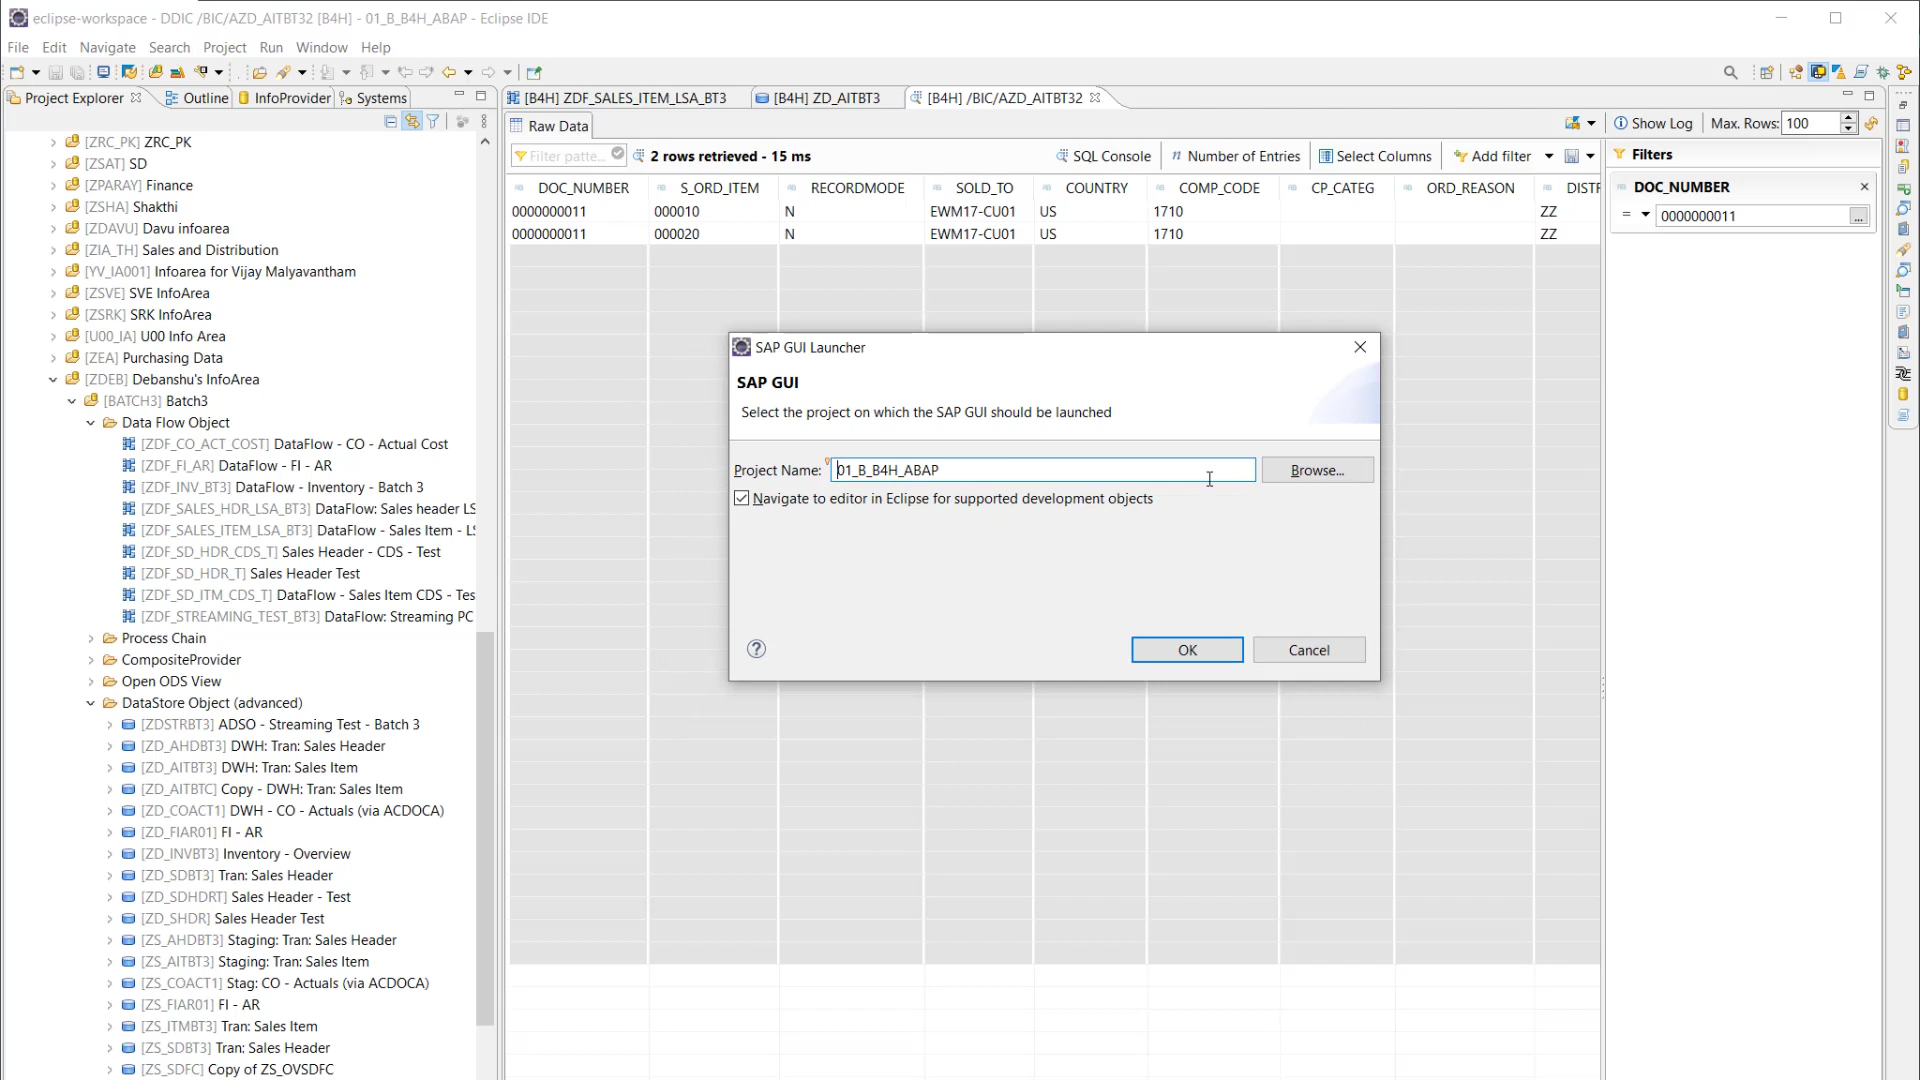 eclipse-workspace - DDIC /BIC/AZD_AITBT32 [B4H] - 01_B_B4H_ABAP - Eclipse IDE
File Edit Navigate Search Project Run Window Help
Project Explorer Outline InfoProvider Systems
[ZRC_PK] ZRC_PK
[ZSAT] SD
[ZPARAY] Finance
[ZSHA] Shakthi
[ZDAVU] Davu infoarea
[ZIA_TH] Sales and Distribution
[YV_IA001] Infoarea for Vijay Malyavantham
[ZSVE] SVE InfoArea
[ZSRK] SRK InfoArea
[U00_IA] U00 Info Area
[ZEA] Purchasing Data
[ZDEB] Debanshu's InfoArea
[BATCH3] Batch3
Data Flow Object
[ZDF_CO_ACT_COST] DataFlow - CO - Actual Cost
[ZDF_FI_AR] DataFlow - FI - AR
[ZDF_INV_BT3] DataFlow - Inventory - Batch 3
[ZDF_SALES_HDR_LSA_BT3] DataFlow: Sales header LS
[ZDF_SALES_ITEM_LSA_BT3] DataFlow - Sales Item - LS
[ZDF_SD_HDR_CDS_T] Sales Header - CDS - Test
[ZDF_SD_HDR_T] Sales Header Test
[ZDF_SD_ITM_CDS_T] DataFlow - Sales Item CDS - Tes
[ZDF_STREAMING_TEST_BT3] DataFlow: Streaming PC
Process Chain
CompositeProvider
Open ODS View
DataStore Object (advanced)
[ZDSTRBT3] ADSO - Streaming Test - Batch 3
[ZD_AHDBT3] DWH: Tran: Sales Header
[ZD_AITBT3] DWH: Tran: Sales Item
[ZD_AITBTC] Copy - DWH: Tran: Sales Item
[ZD_COACT1] DWH - CO - Actuals (via ACDOCA)
[ZD_FIAR01] FI - AR
[ZD_INVBT3] Inventory - Overview
[ZD_SDBT3] Tran: Sales Header
[ZD_SDHDRT] Sales Header - Test
[ZD_SHDR] Sales Header Test
[ZS_AHDBT3] Staging: Tran: Sales Header
[ZS_AITBT3] Staging: Tran: Sales Item
[ZS_COACT1] Stag: CO - Actuals (via ACDOCA)
[ZS_FIAR01] FI - AR
[ZS_ITMBT3] Tran: Sales Item
[ZS_SDBT3] Tran: Sales Header
[ZS_SDFC] Copy of ZS_OVSDFC
[B4H] ZDF_SALES_ITEM_LSA_BT3 [B4H] ZD_AITBT3 [B4H] /BIC/AZD_AITBT32
Raw Data Show Log Max. Rows: 100
Filter patte... 2 rows retrieved - 15 ms SQL Console Number of Entries Select Columns Add filter
DOC_NUMBER S_ORD_ITEM RECORDMODE SOLD_TO COUNTRY COMP_CODE CP_CATEG ORD_REASON DISTR
0000000011 000010 N EWM17-CU01 US 1710 ZZ
0000000011 000020 N EWM17-CU01 US 1710 ZZ
Filters
DOC_NUMBER
= 0000000011 ...
SAP GUI Launcher
SAP GUI
Select the project on which the SAP GUI should be launched
Project Name: 01_B_B4H_ABAP Browse...
Navigate to editor in Eclipse for supported development objects
OK Cancel